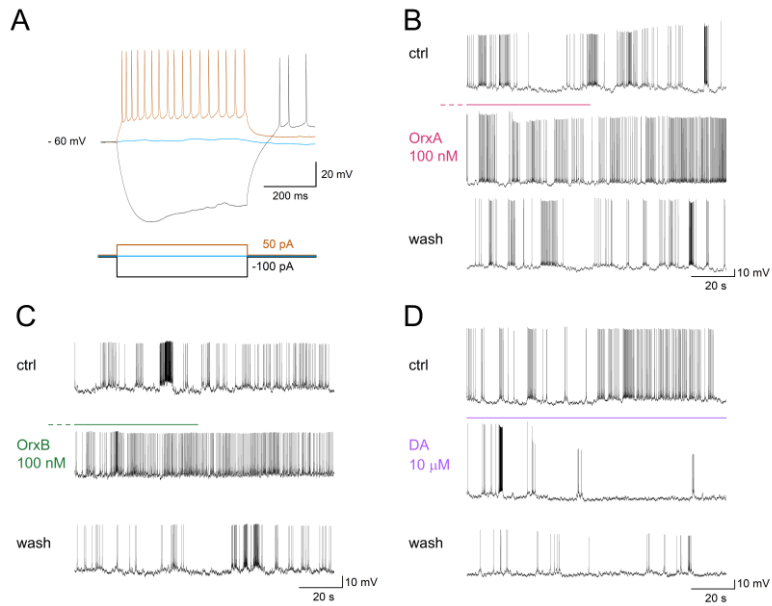 A
- 60 mV
20 mV
200 ms
50 pA
-100 pA
B
ctrl
OrxA
100 nM
wash
10 mV
20 s
C
ctrl
OrxB
100 nM
wash
10 mV
20 s
D
ctrl
DA
10 μM
wash
10 mV
20 s